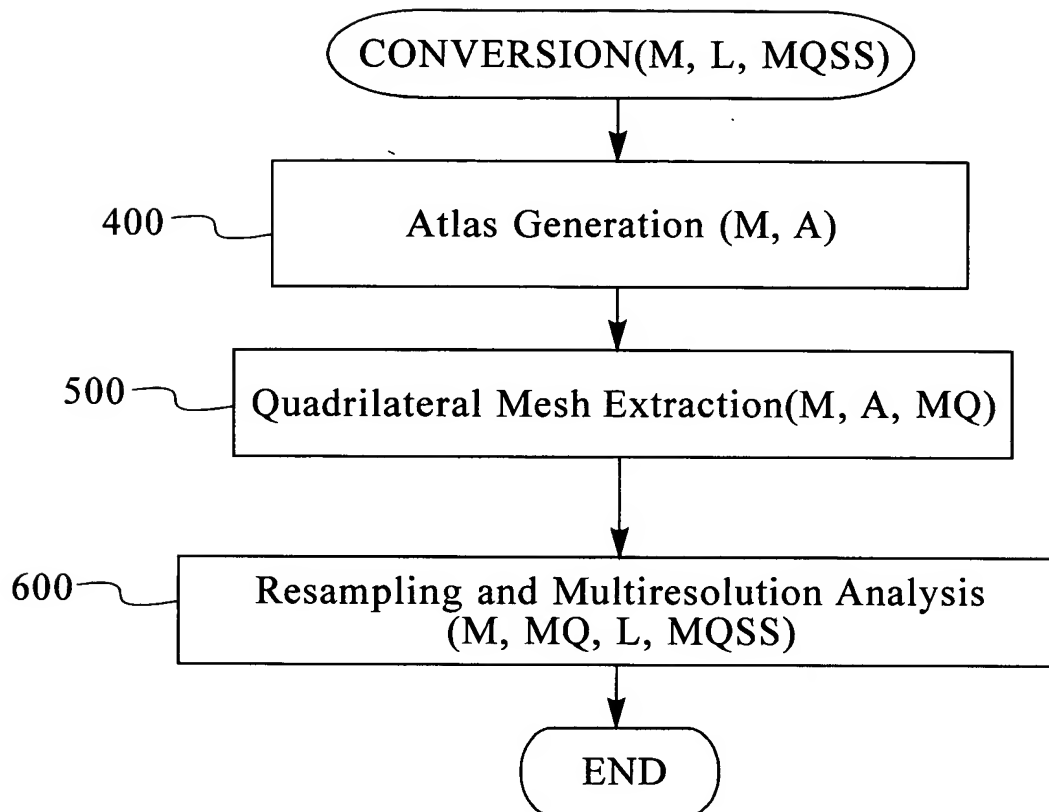 CONVERSION(M, L, MQSS)
400
Atlas Generation (M, A)
500
Quadrilateral Mesh Extraction(M, A, MQ)
600
Resampling and Multiresolution Analysis
(M, MQ, L, MQSS)
END